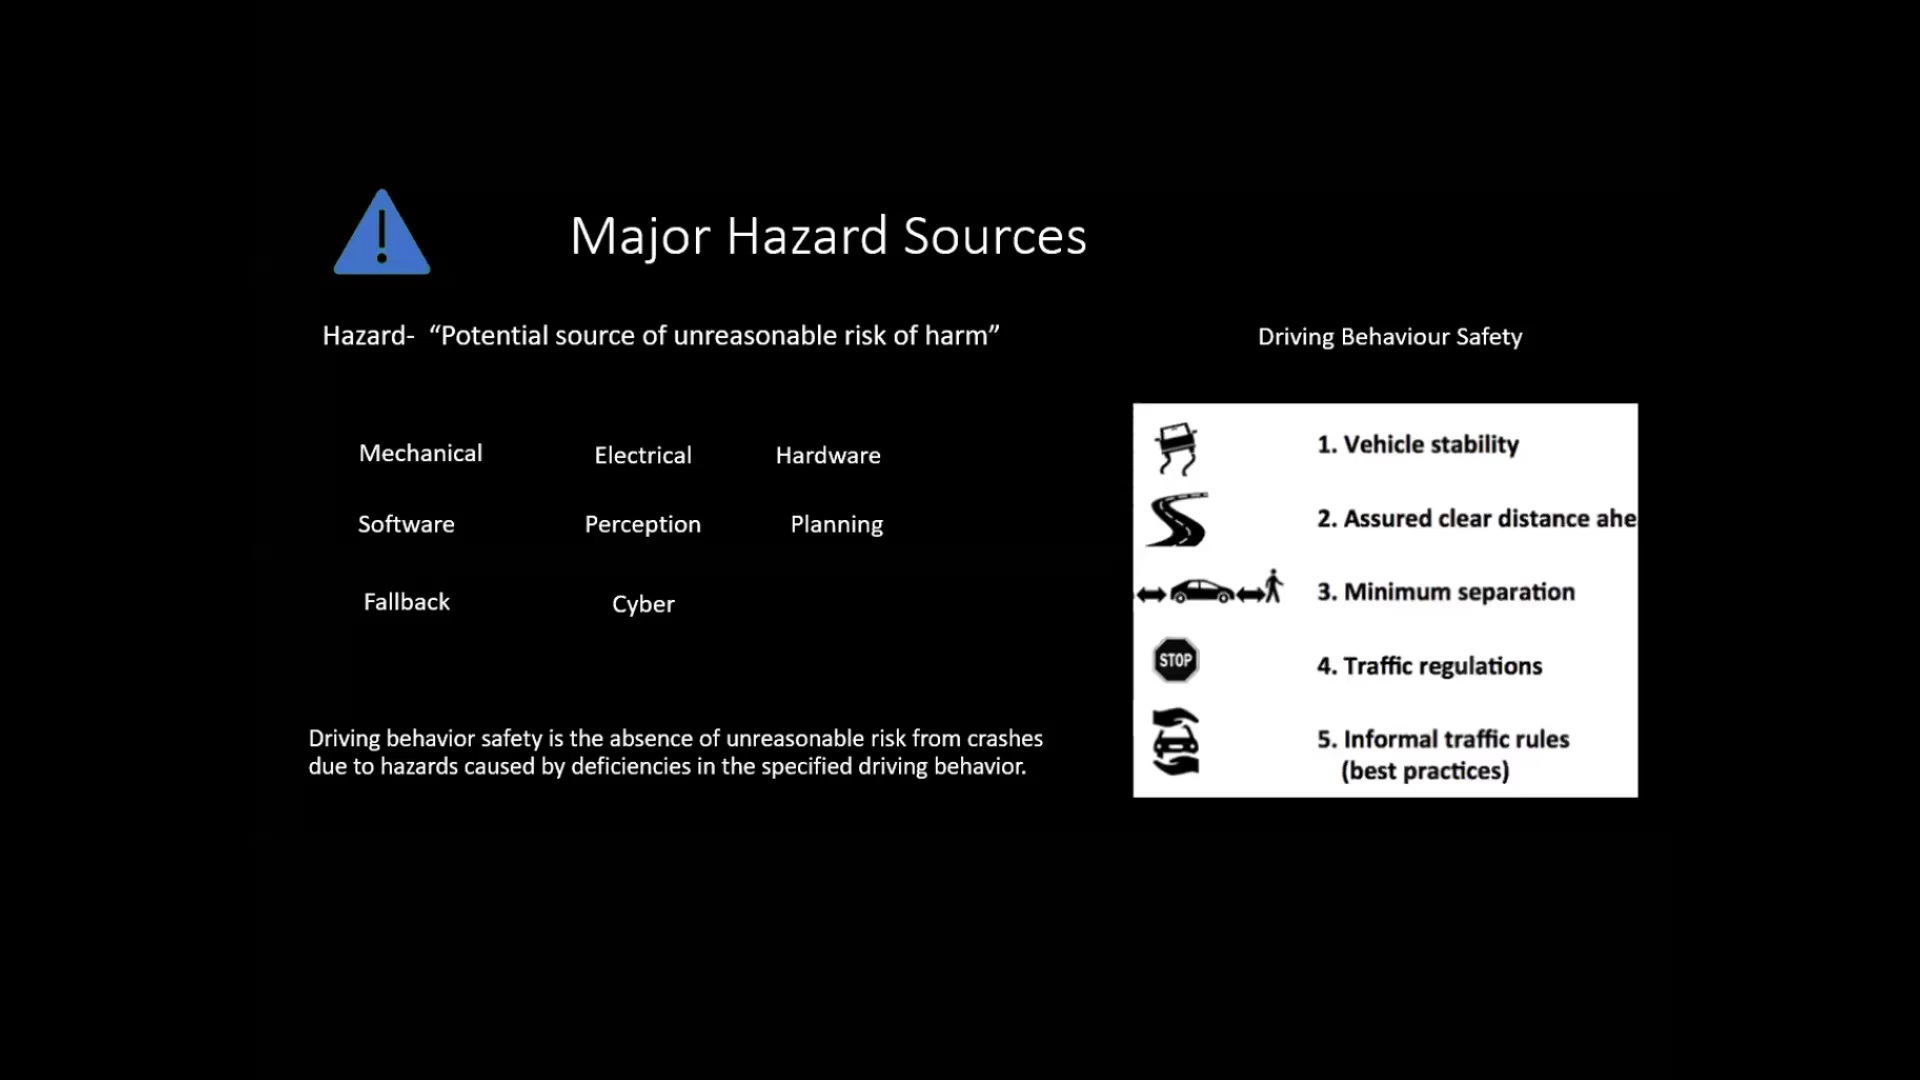 Major Hazard Sources
Hazard- “Potential source of unreasonable risk of harm”
Mechanical Electrical Hardware
Software Perception Planning
Fallback Cyber
Driving behavior safety is the absence of unreasonable risk from crashes
due to hazards caused by deficiencies in the specified driving behavior.
Driving Behaviour Safety
1. Vehicle stability
2. Assured clear distance ahe
3. Minimum separation
STOP
4. Traffic regulations
5. Informal traffic rules
(best practices)